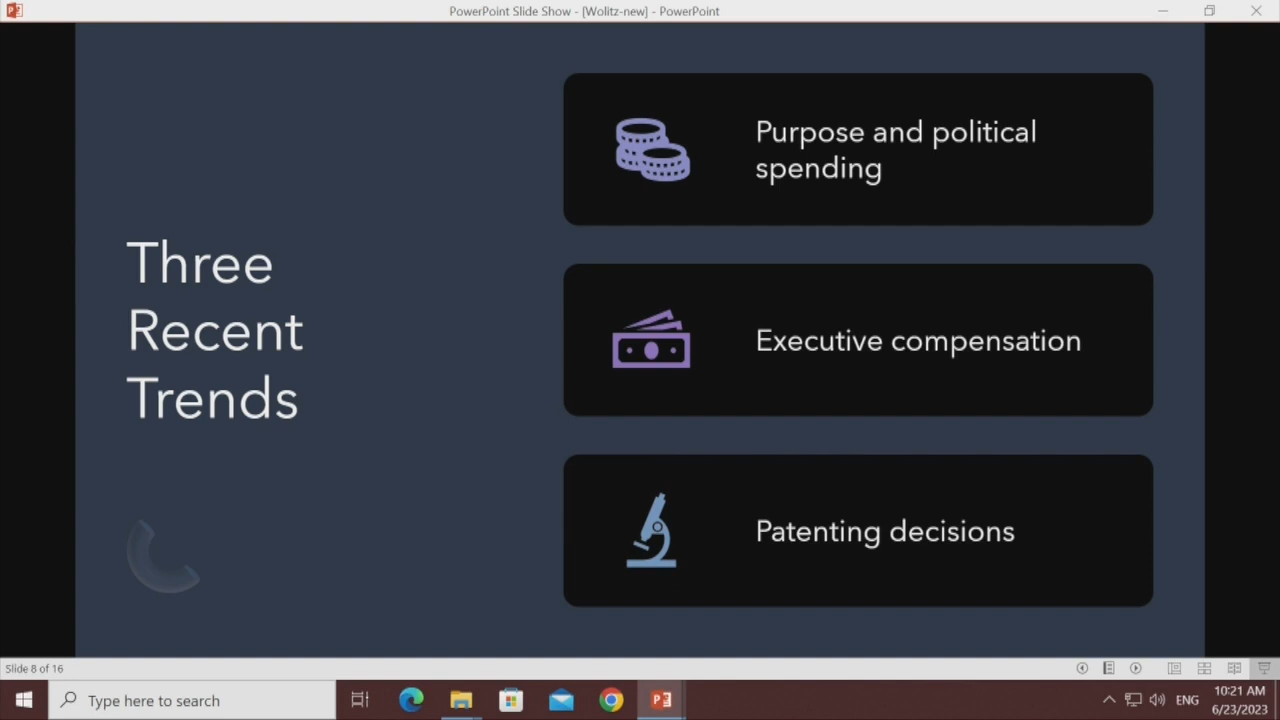 PowerPoint Slide Show - [Wolitz-new] - PowerPoint
Three
Recent
Trends
Purpose and political
spending
Executive compensation
Patenting decisions
Slide 8 of 16
Type here to search
ENG
10:21 AM
6/23/2023